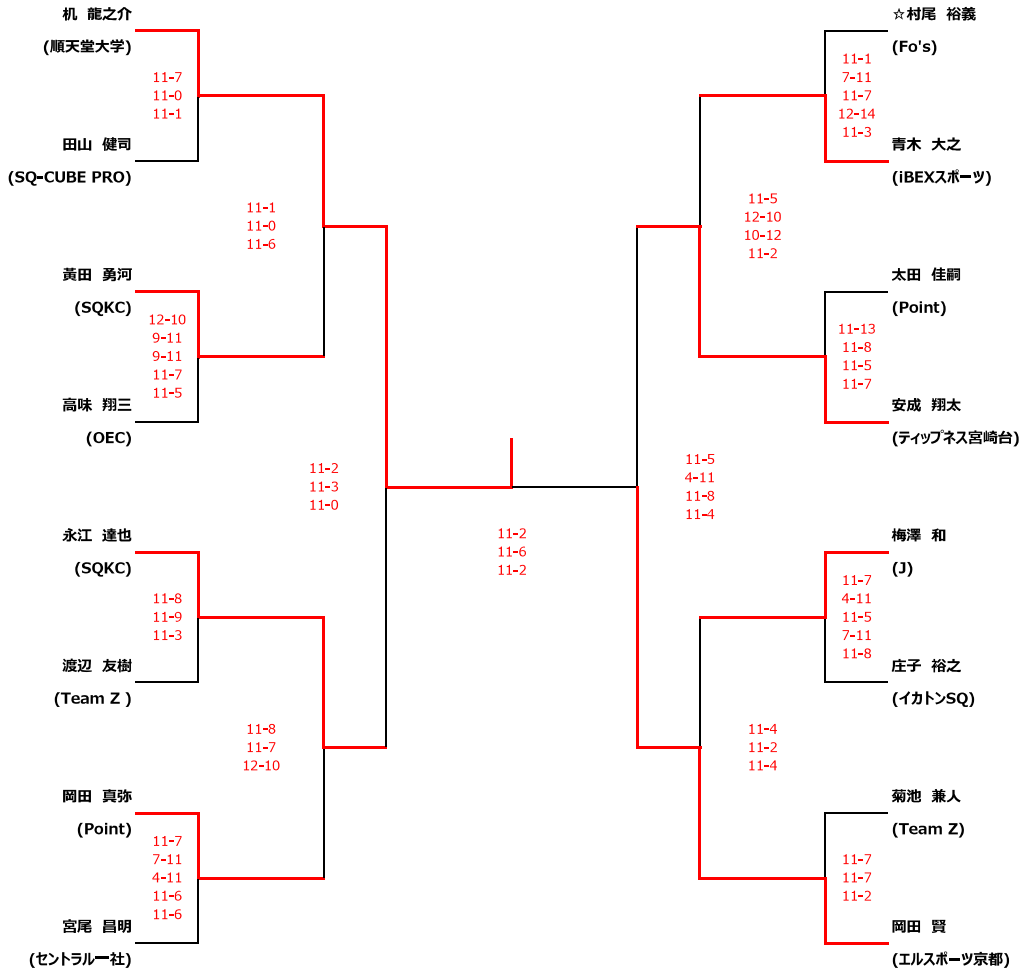 机 龍之介
(順天堂大学)
11-7
11-0
11-1
田山 健司
(SQ-CUBE PRO)
11-1
11-0
11-6
黃田 勇河
(SQKC)
12-10
9-11
9-11
11-7
11-5
高味 翔三
(OEC)
11-2
11-3
11-0
永江 達也
(SQKC)
11-8
11-9
11-3
渡辺 友樹
(Team Z )
11-8
11-7
12-10
岡田 真弥
(Point)
11-7
7-11
4-11
11-6
11-6
宮尾 昌明
(セントラル一社)
11-2
11-6
11-2
☆村尾 裕義
(Fo's)
11-1
7-11
11-7
12-14
11-3
青木 大之
(iBEXスポーツ)
11-5
12-10
10-12
11-2
太田 佳嗣
(Point)
11-13
11-8
11-5
11-7
安成 翔太
(ティップネス宮崎台)
11-5
4-11
11-8
11-4
梅澤 和
(J)
11-7
4-11
11-5
7-11
11-8
庄子 裕之
(イカトンSQ)
11-4
11-2
11-4
菊池 兼人
(Team Z)
11-7
11-7
11-2
岡田 賢
(エルスポーツ京都)